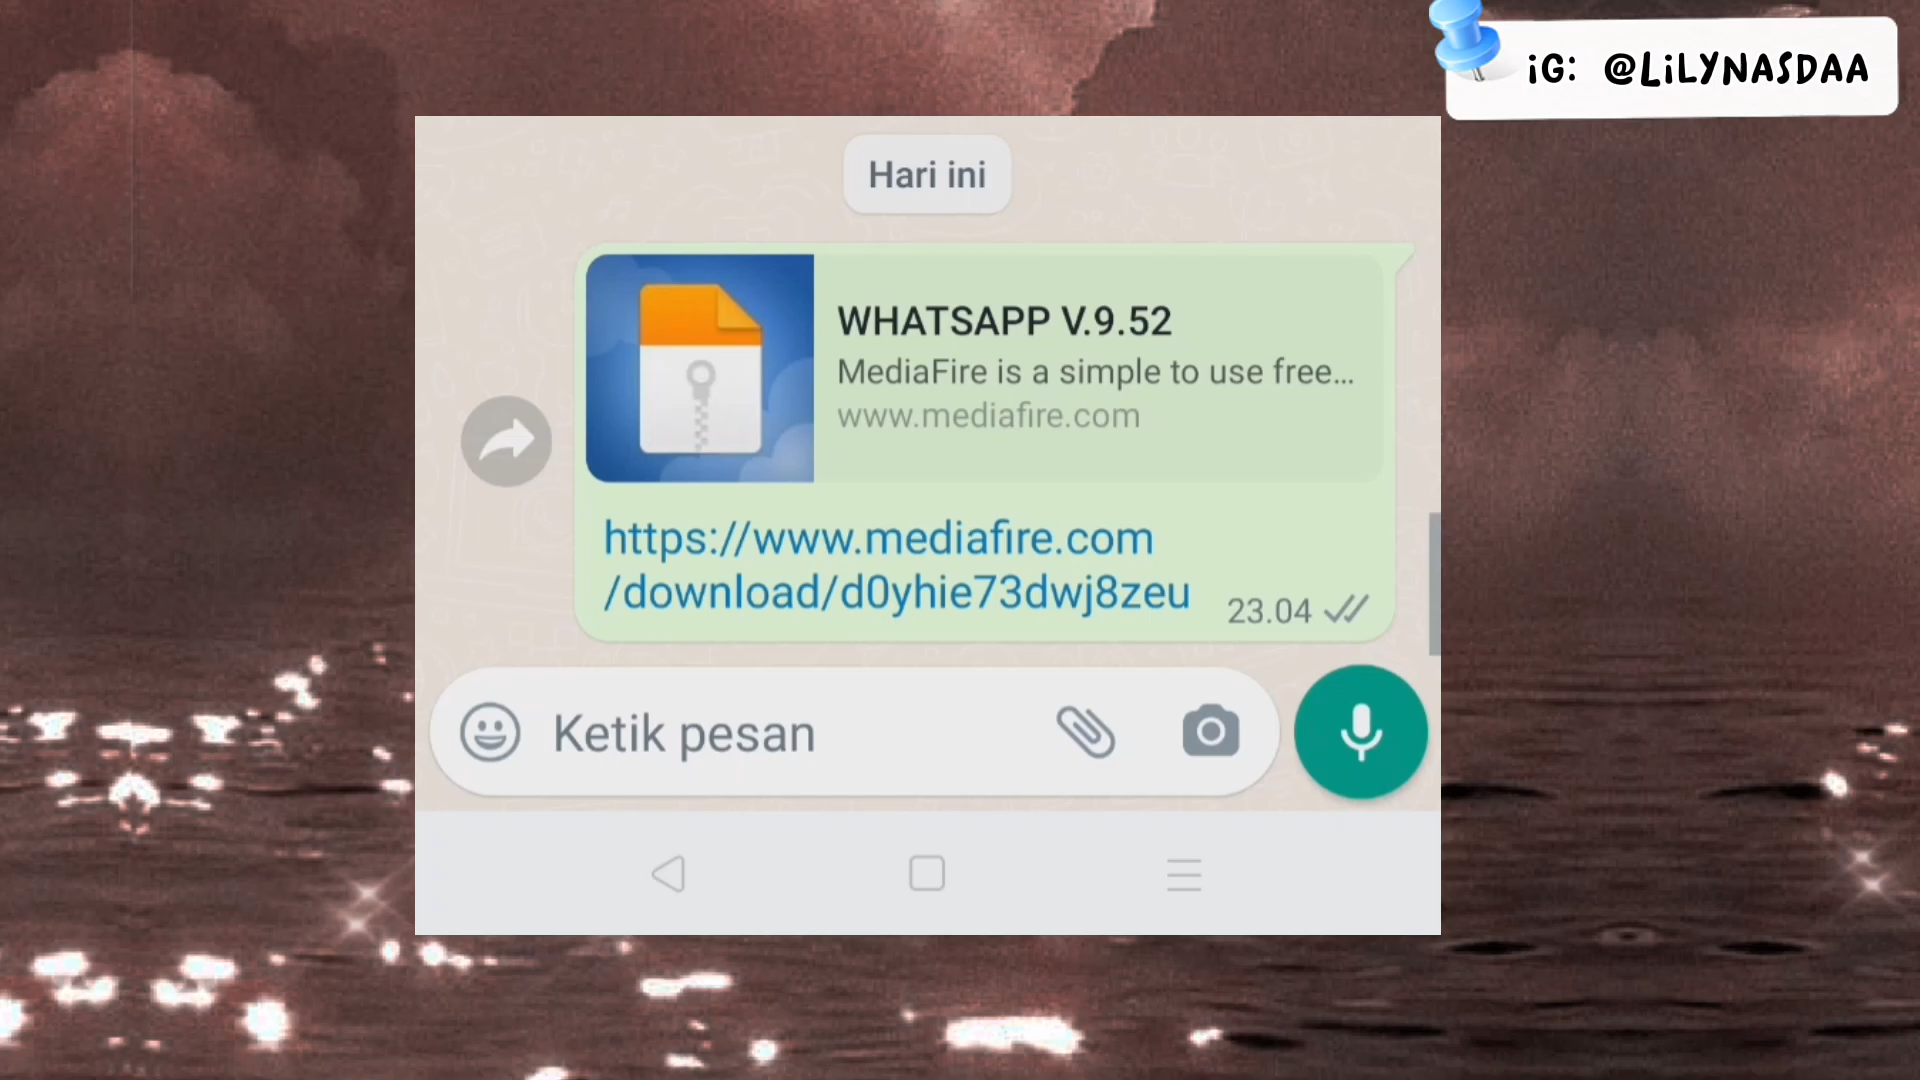 iG: @LiLYNASDAA
Hari ini
WHATSAPP V.9.52
MediaFire is a simple to use free...
www.mediafire.com
https://www.mediafire.com
/download/d0yhie73dwj8zeu
23.04
Ketik pesan